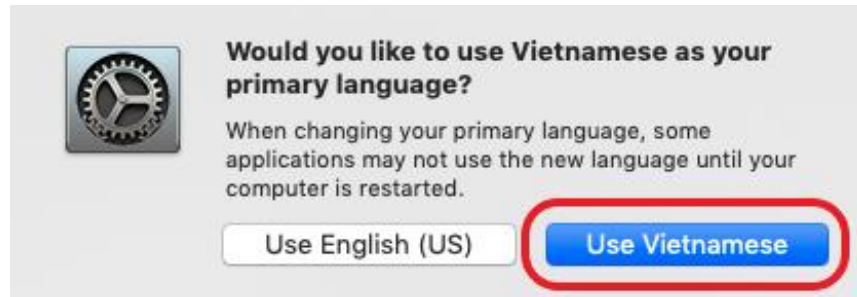 Would you like to use Vietnamese as your
primary language?
When changing your primary language, some
applications may not use the new language until your
computer is restarted.
Use English (US)
Use Vietnamese